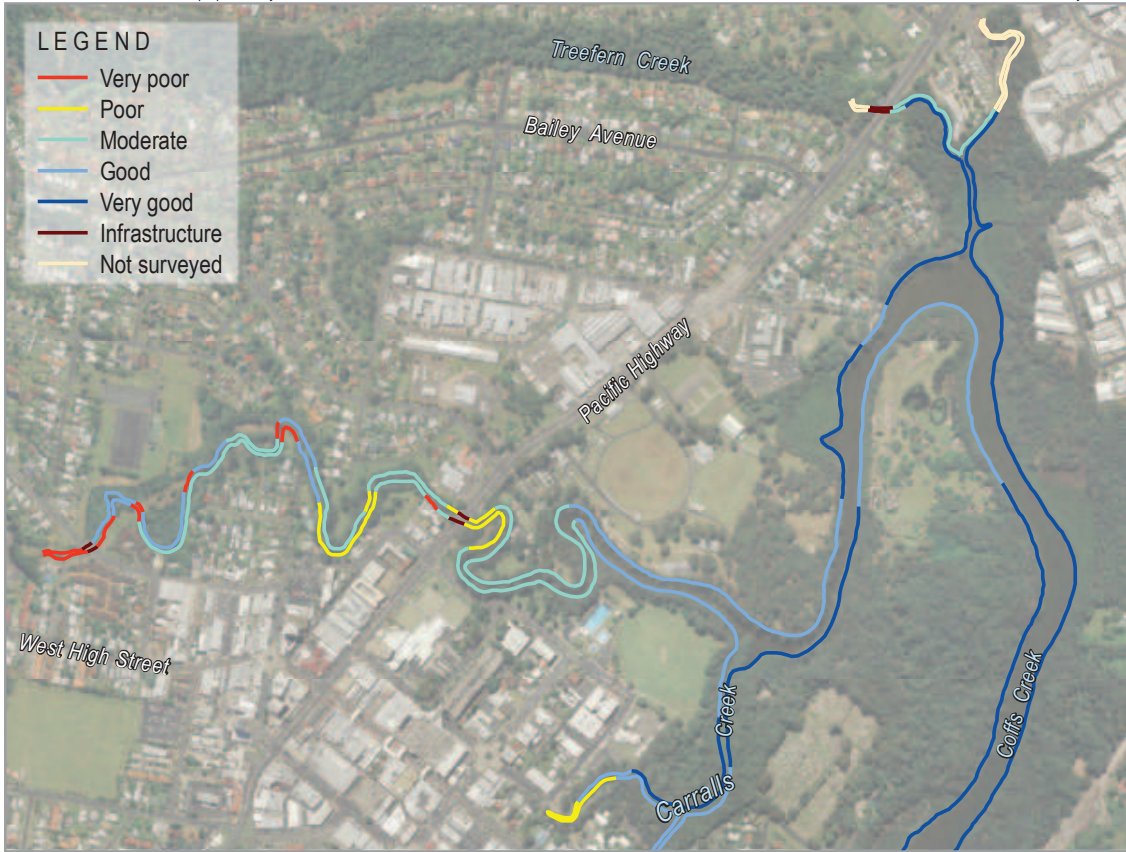 LEGEND
Very poor
Poor
Moderate
Good
Very good
Infrastructure
Not surveyed
Treefern Creek
Bailey Avenue
Pacific Highway
West High Street
Creek
Carralls
Coffs Creek